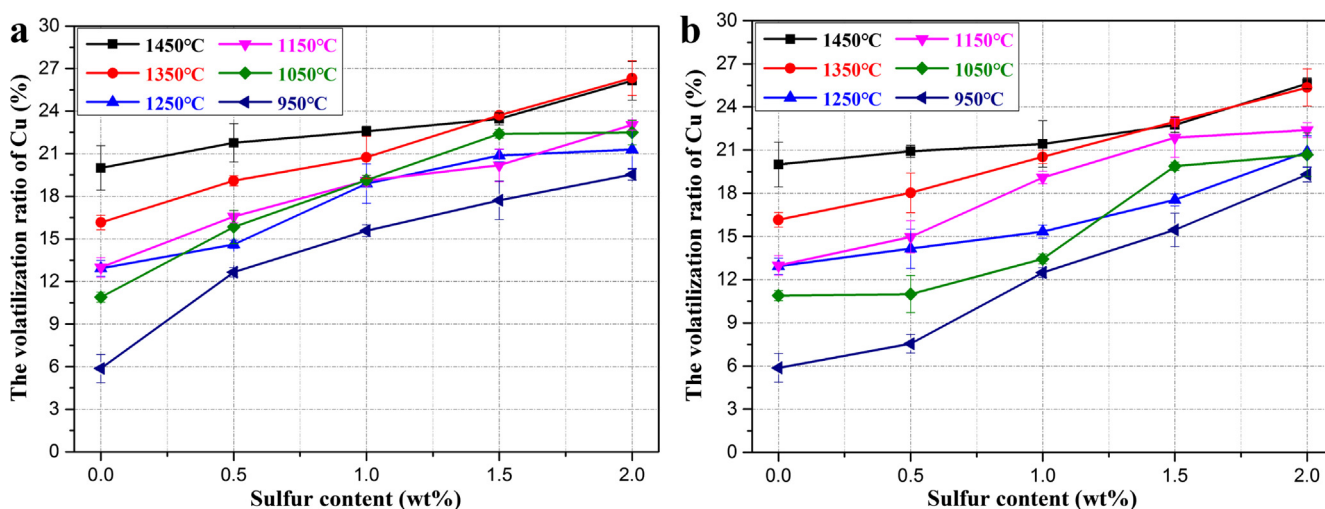 a
The volatilization ratio of Cu (%)
30
27
24
21
18
15
12
9
6
3
0
1450°C
1150°C
1350°C
1050°C
1250°C
950°C
0.0
0.5
1.0
1.5
2.0
Sulfur content (wt%)
b
The volatilization ratio of Cu (%)
30
27
24
21
18
15
12
9
6
3
0
1450°C
1150°C
1350°C
1050°C
1250°C
950°C
0.0
0.5
1.0
1.5
2.0
Sulfur content (wt%)